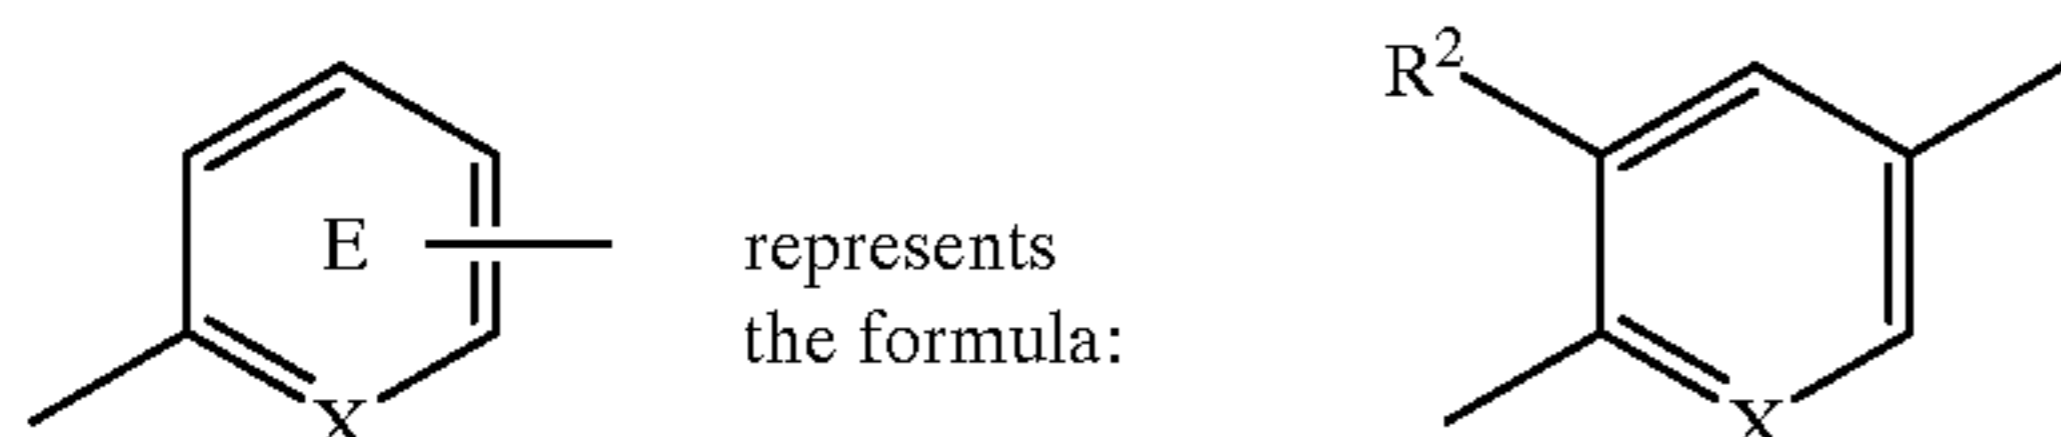 R²
E
represents
the formula:
X
X